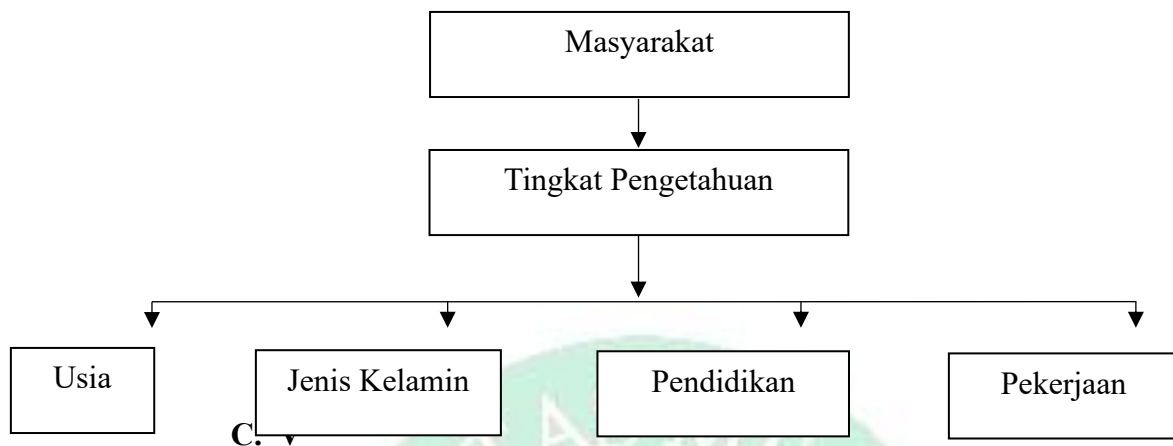 Masyarakat
Tingkat Pengetahuan
Usia
Jenis Kelamin
Pendidikan
Pekerjaan
C.